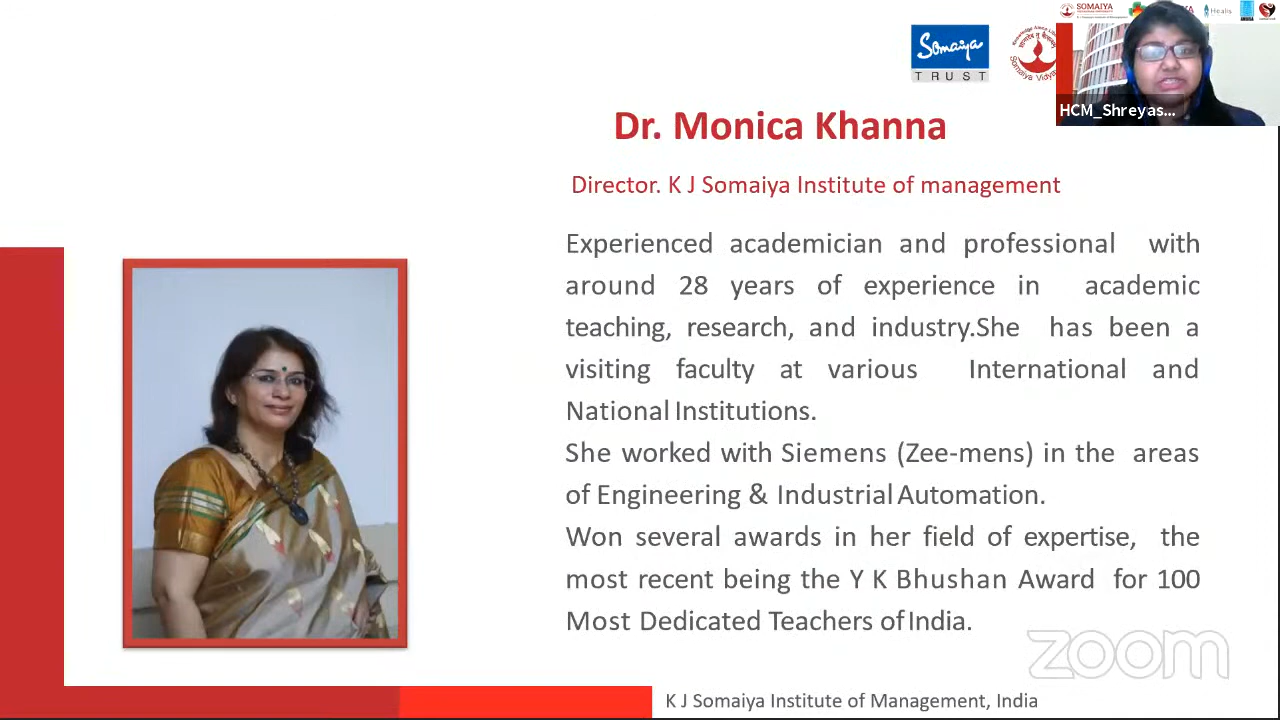 SOMAIYA
Healis
Somaiya
TRUST
Somaiya Vidya
HCM_Shreyas...
Dr. Monica Khanna
Director. K J Somaiya Institute of management
Experienced academician and professional with
around 28 years of experience in academic
teaching, research, and industry.She has been a
visiting faculty at various International and
National Institutions.
She worked with Siemens (Zee-mens) in the areas
of Engineering & Industrial Automation.
Won several awards in her field of expertise, the
most recent being the Y K Bhushan Award for 100
Most Dedicated Teachers of India.
zoom
K J Somaiya Institute of Management, India